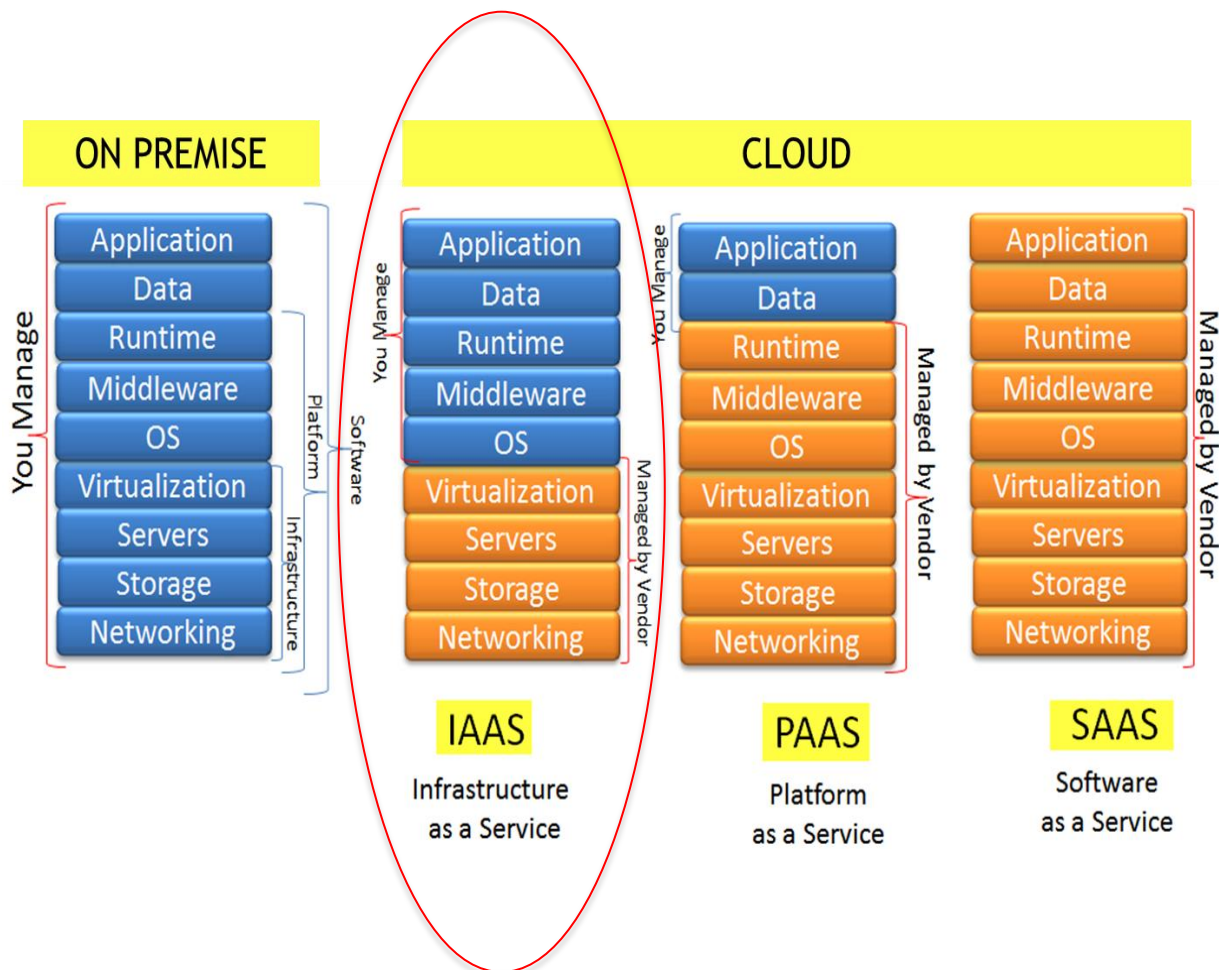 ON PREMISE
You Manage
Application
Data
Runtime
Middleware
OS
Virtualization
Servers
Storage
Networking
Infrastructure
Platform
Software
CLOUD
You Manage
Application
Data
Runtime
Middleware
OS
Virtualization
Servers
Storage
Networking
Managed by Vendor
IAAS
Infrastructure
as a Service
You Manage
Application
Data
Runtime
Middleware
OS
Virtualization
Servers
Storage
Networking
Managed by Vendor
PAAS
Platform
as a Service
Application
Data
Runtime
Middleware
OS
Virtualization
Servers
Storage
Networking
Managed by Vendor
SAAS
Software
as a Service